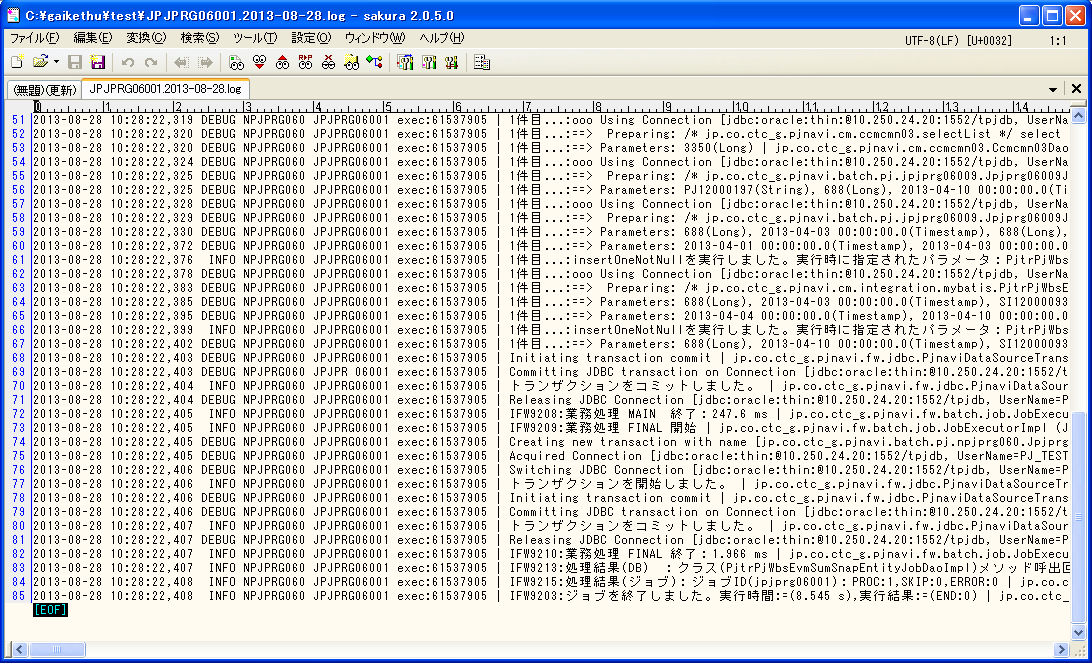 C:¥gaikethu¥test¥JPJPRG06001.2013-08-28.log - sakura 2.0.5.0
ファイル(F) 編集(E) 変換(C) 検索(S) ツール(T) 設定(O) ウィンドウ(W) ヘルプ(H) UTF-8(LF) [U+0032] 1:1
(無題)(更新) JPJPRG06001.2013-08-28.log
0 1 2 3 4 5 6 7 8 9 10 11 12 13 14
51 2013-08-28 10:28:22,319 DEBUG NPJPRG060 JPJPRG06001 exec:61537905 | 1件目...:ooo Using Connection [jdbc:oracle:thin:@10.250.24.20:1552/tpjdb, UserNa
52 2013-08-28 10:28:22,320 DEBUG NPJPRG060 JPJPRG06001 exec:61537905 | 1件目...:==>  Preparing: /* jp.co.ctc_g.pjnavi.cm.ccmcmn03.selectList */ select
53 2013-08-28 10:28:22,320 DEBUG NPJPRG060 JPJPRG06001 exec:61537905 | 1件目...:==> Parameters: 3350(Long) | jp.co.ctc_g.pjnavi.cm.ccmcmn03.Ccmcmn03Dao
54 2013-08-28 10:28:22,324 DEBUG NPJPRG060 JPJPRG06001 exec:61537905 | 1件目...:ooo Using Connection [jdbc:oracle:thin:@10.250.24.20:1552/tpjdb, UserNa
55 2013-08-28 10:28:22,325 DEBUG NPJPRG060 JPJPRG06001 exec:61537905 | 1件目...:==>  Preparing: /* jp.co.ctc_g.pjnavi.batch.pj.jpjprg06009.Jpjprg06009J
56 2013-08-28 10:28:22,325 DEBUG NPJPRG060 JPJPRG06001 exec:61537905 | 1件目...:==> Parameters: PJ12000197(String), 688(Long), 2013-04-10 00:00:00.0(Ti
57 2013-08-28 10:28:22,328 DEBUG NPJPRG060 JPJPRG06001 exec:61537905 | 1件目...:ooo Using Connection [jdbc:oracle:thin:@10.250.24.20:1552/tpjdb, UserNa
58 2013-08-28 10:28:22,329 DEBUG NPJPRG060 JPJPRG06001 exec:61537905 | 1件目...:==>  Preparing: /* jp.co.ctc_g.pjnavi.batch.pj.jpjprg06009.Jpjprg06009J
59 2013-08-28 10:28:22,330 DEBUG NPJPRG060 JPJPRG06001 exec:61537905 | 1件目...:==> Parameters: 688(Long), 2013-04-03 00:00:00.0(Timestamp), 688(Long),
60 2013-08-28 10:28:22,372 DEBUG NPJPRG060 JPJPRG06001 exec:61537905 | 1件目...:==> Parameters: 2013-04-01 00:00:00.0(Timestamp), 2013-04-03 00:00:00.0
61 2013-08-28 10:28:22,376  INFO NPJPRG060 JPJPRG06001 exec:61537905 | 1件目...:insertOneNotNullを実行しました。実行時に指定されたパラメータ：PjtrPjWbs
62 2013-08-28 10:28:22,378 DEBUG NPJPRG060 JPJPRG06001 exec:61537905 | 1件目...:ooo Using Connection [jdbc:oracle:thin:@10.250.24.20:1552/tpjdb, UserNa
63 2013-08-28 10:28:22,383 DEBUG NPJPRG060 JPJPRG06001 exec:61537905 | 1件目...:==>  Preparing: /* jp.co.ctc_g.pjnavi.cm.integration.mybatis.PjtrPjWbsE
64 2013-08-28 10:28:22,385 DEBUG NPJPRG060 JPJPRG06001 exec:61537905 | 1件目...:==> Parameters: 688(Long), 2013-04-03 00:00:00.0(Timestamp), SI12000093
65 2013-08-28 10:28:22,395 DEBUG NPJPRG060 JPJPRG06001 exec:61537905 | 1件目...:==> Parameters: 2013-04-04 00:00:00.0(Timestamp), 2013-04-10 00:00:00.0
66 2013-08-28 10:28:22,399  INFO NPJPRG060 JPJPRG06001 exec:61537905 | 1件目...:insertOneNotNullを実行しました。実行時に指定されたパラメータ：PjtrPjWbs
67 2013-08-28 10:28:22,402 DEBUG NPJPRG060 JPJPRG06001 exec:61537905 | 1件目...:==> Parameters: 688(Long), 2013-04-10 00:00:00.0(Timestamp), SI12000093
68 2013-08-28 10:28:22,403 DEBUG NPJPRG060 JPJPRG06001 exec:61537905 | Initiating transaction commit | jp.co.ctc_g.pjnavi.fw.jdbc.PjnaviDataSourceTrans
69 2013-08-28 10:28:22,403 DEBUG NPJPRG060 JPJPR 06001 exec:61537905 | Committing JDBC transaction on Connection [jdbc:oracle:thin:@10.250.24.20:1552/t
70 2013-08-28 10:28:22,404  INFO NPJPRG060 JPJPRG06001 exec:61537905 | トランザクションをコミットしました。 | jp.co.ctc_g.pjnavi.fw.jdbc.PjnaviDataSour
71 2013-08-28 10:28:22,404 DEBUG NPJPRG060 JPJPRG06001 exec:61537905 | Releasing JDBC Connection [jdbc:oracle:thin:@10.250.24.20:1552/tpjdb, UserName=P
72 2013-08-28 10:28:22,405  INFO NPJPRG060 JPJPRG06001 exec:61537905 | IFW9208:業務処理 MAIN  終了：247.6 ms | jp.co.ctc_g.pjnavi.fw.batch.job.JobExecu
73 2013-08-28 10:28:22,405  INFO NPJPRG060 JPJPRG06001 exec:61537905 | IFW9209:業務処理 FINAL 開始 | jp.co.ctc_g.pjnavi.fw.batch.job.JobExecutorImpl (J
74 2013-08-28 10:28:22,405 DEBUG NPJPRG060 JPJPRG06001 exec:61537905 | Creating new transaction with name [jp.co.ctc_g.pjnavi.batch.pj.npjprg060.Jpjprg
75 2013-08-28 10:28:22,405 DEBUG NPJPRG060 JPJPRG06001 exec:61537905 | Acquired Connection [jdbc:oracle:thin:@10.250.24.20:1552/tpjdb, UserName=PJ_TEST
76 2013-08-28 10:28:22,406 DEBUG NPJPRG060 JPJPRG06001 exec:61537905 | Switching JDBC Connection [jdbc:oracle:thin:@10.250.24.20:1552/tpjdb, UserName=P
77 2013-08-28 10:28:22,406  INFO NPJPRG060 JPJPRG06001 exec:61537905 | トランザクションを開始しました。 | jp.co.ctc_g.pjnavi.fw.jdbc.PjnaviDataSourceT
78 2013-08-28 10:28:22,406 DEBUG NPJPRG060 JPJPRG06001 exec:61537905 | Initiating transaction commit | jp.co.ctc_g.pjnavi.fw.jdbc.PjnaviDataSourceTrans
79 2013-08-28 10:28:22,406 DEBUG NPJPRG060 JPJPRG06001 exec:61537905 | Committing JDBC transaction on Connection [jdbc:oracle:thin:@10.250.24.20:1552/t
80 2013-08-28 10:28:22,407  INFO NPJPRG060 JPJPRG06001 exec:61537905 | トランザクションをコミットしました。 | jp.co.ctc_g.pjnavi.fw.jdbc.PjnaviDataSour
81 2013-08-28 10:28:22,407 DEBUG NPJPRG060 JPJPRG06001 exec:61537905 | Releasing JDBC Connection [jdbc:oracle:thin:@10.250.24.20:1552/tpjdb, UserName=P
82 2013-08-28 10:28:22,407  INFO NPJPRG060 JPJPRG06001 exec:61537905 | IFW9210:業務処理 FINAL 終了：1.966 ms | jp.co.ctc_g.pjnavi.fw.batch.job.JobExecu
83 2013-08-28 10:28:22,407  INFO NPJPRG060 JPJPRG06001 exec:61537905 | IFW9213:処理結果(DB)  ：クラス(PjtrPjWbsEvmSumSnapEntityJobDaoImpl)メソッド呼出回
84 2013-08-28 10:28:22,408  INFO NPJPRG060 JPJPRG06001 exec:61537905 | IFW9215:処理結果(ジョブ)：ジョブID(jpjprg06001)：PROC:1,SKIP:0,ERROR:0 | jp.co.c
85 2013-08-28 10:28:22,408  INFO NPJPRG060 JPJPRG06001 exec:61537905 | IFW9203:ジョブを終了しました。実行時間:=(8.545 s),実行結果:=(END:0) | jp.co.ctc_
[EOF]